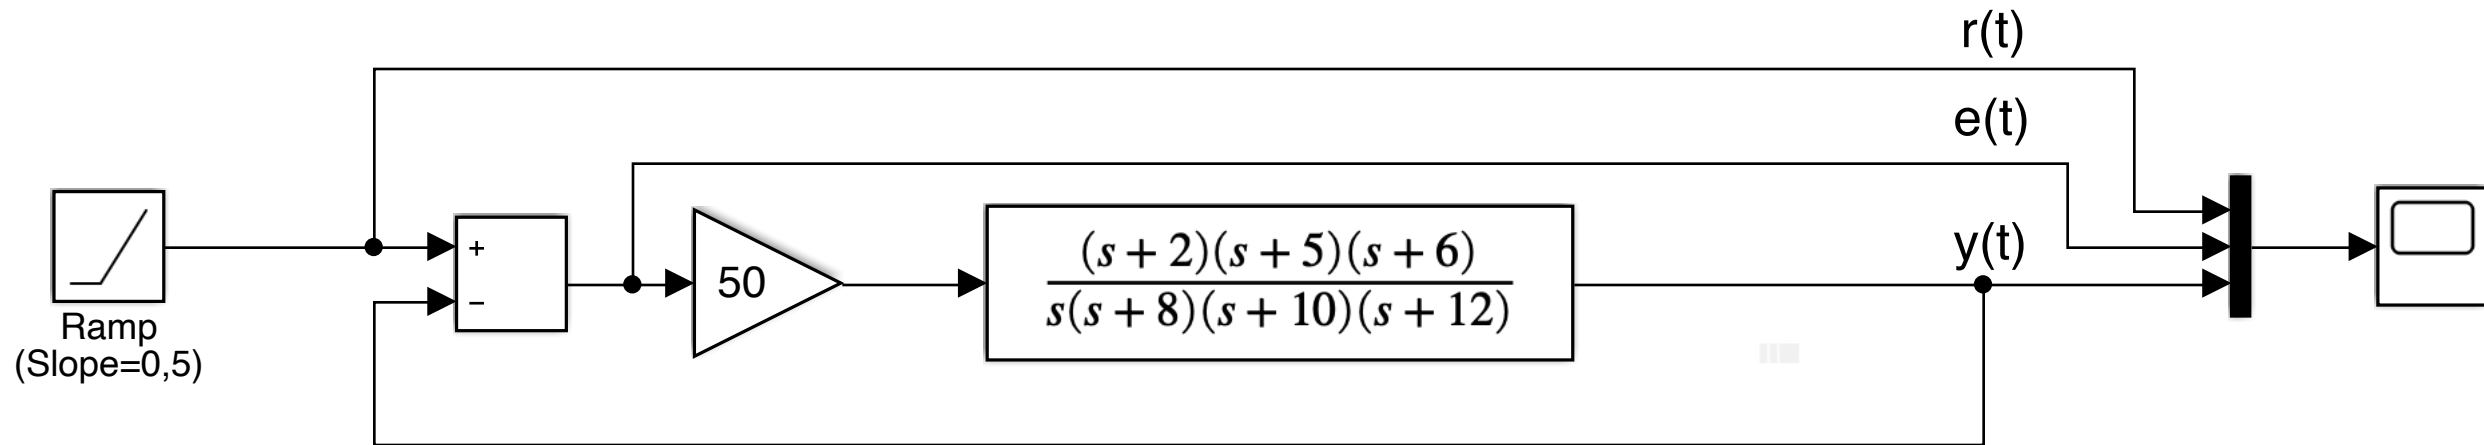 r(t)
e(t)
y(t)
+
−
50
(s + 2)(s + 5)(s + 6)
s(s + 8)(s + 10)(s + 12)
Ramp
(Slope=0,5)